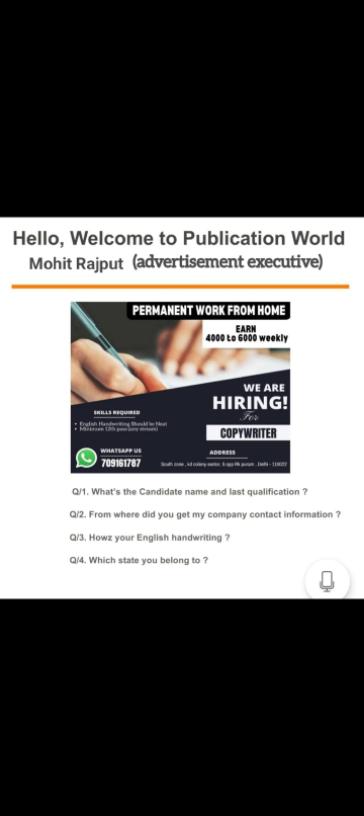 Hello, Welcome to Publication World
Mohit Rajput (advertisement executive)
PERMANENT WORK FROM HOME
EARN
4000 to 6000 weekly
WE ARE
HIRING!
For
COPYWRITER
SKILLS REQUIRED
• English Handwriting Should be Neat
• Minimum 12th pass (any stream)
WHATSAPP US
709161787
ADDRESS
South zone , kd colony sector, 5 opp Rk puram , Delhi - 110022
Q/1. What's the Candidate name and last qualification ?
Q/2. From where did you get my company contact information ?
Q/3. Howz your English handwriting ?
Q/4. Which state you belong to ?